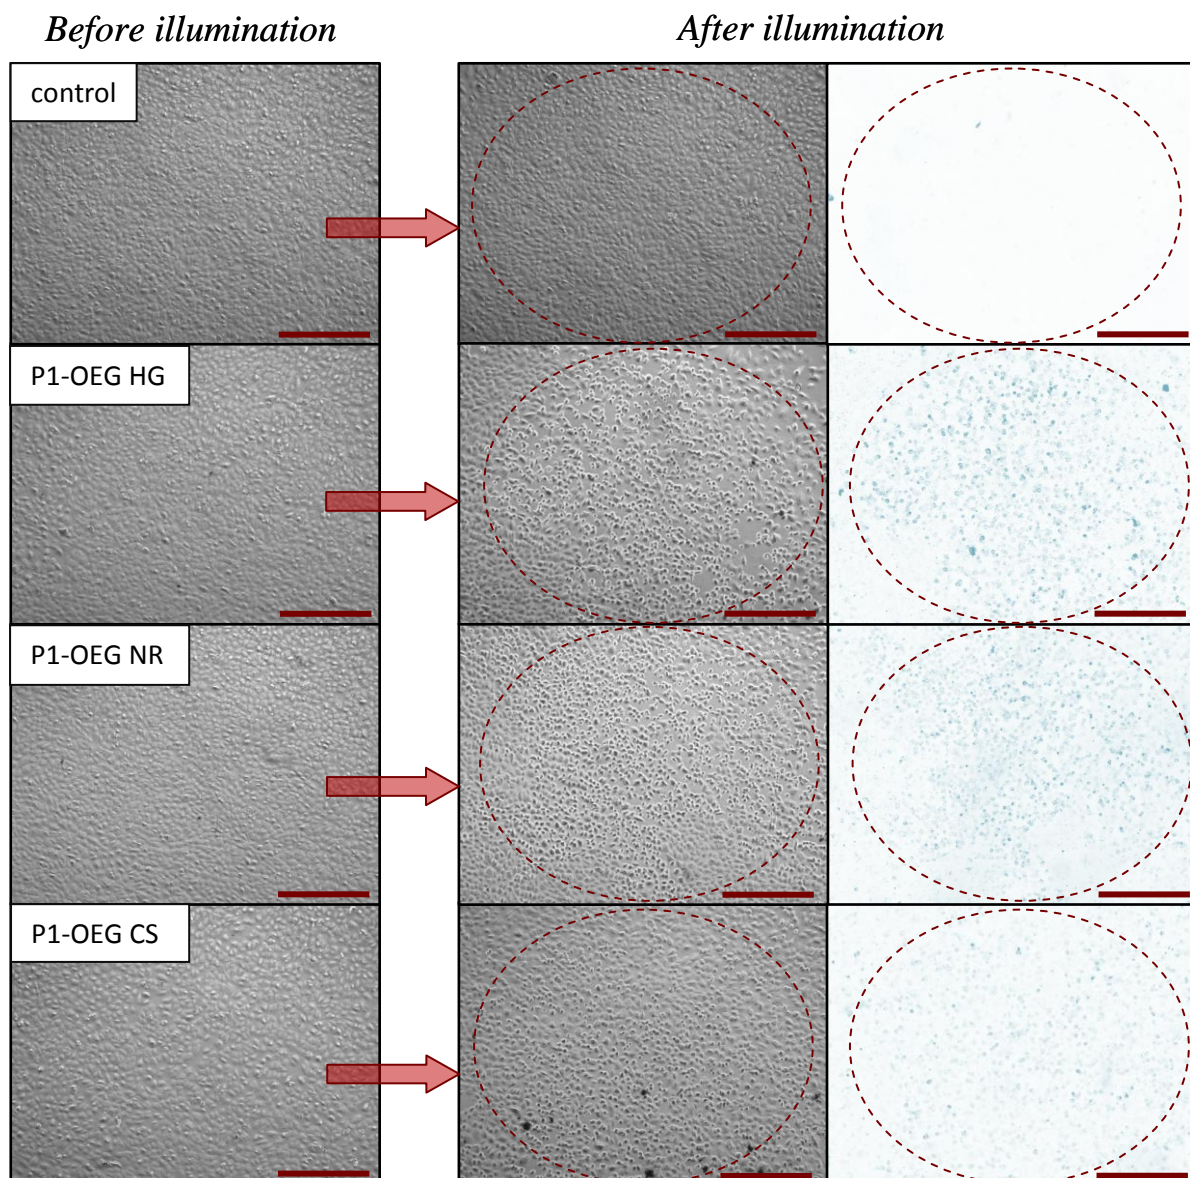 Before illumination
After illumination
control
P1-OEG HG
P1-OEG NR
P1-OEG CS